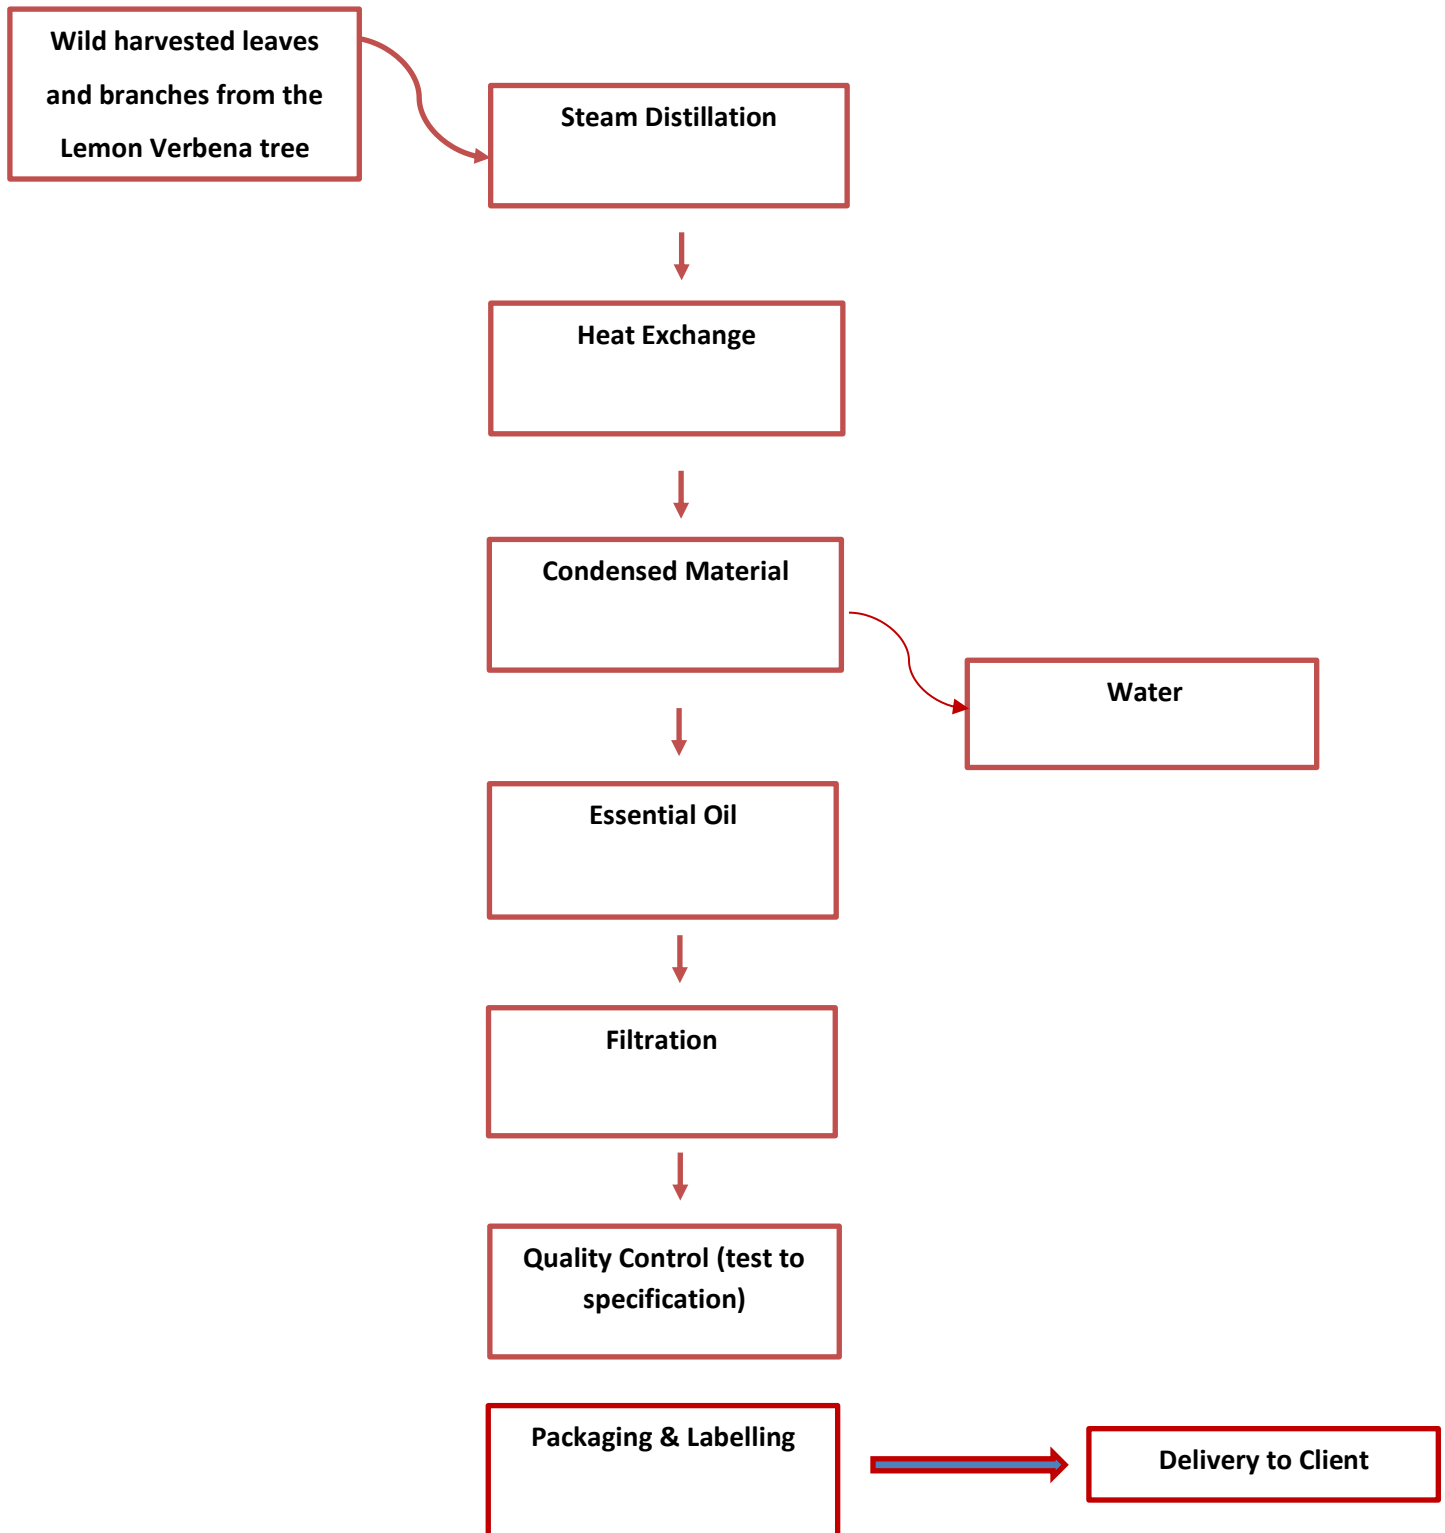 Wild harvested leaves
and branches from the
Lemon Verbena tree
Steam Distillation
Heat Exchange
Condensed Material
Water
Essential Oil
Filtration
Quality Control (test to
specification)
Packaging & Labelling
Delivery to Client